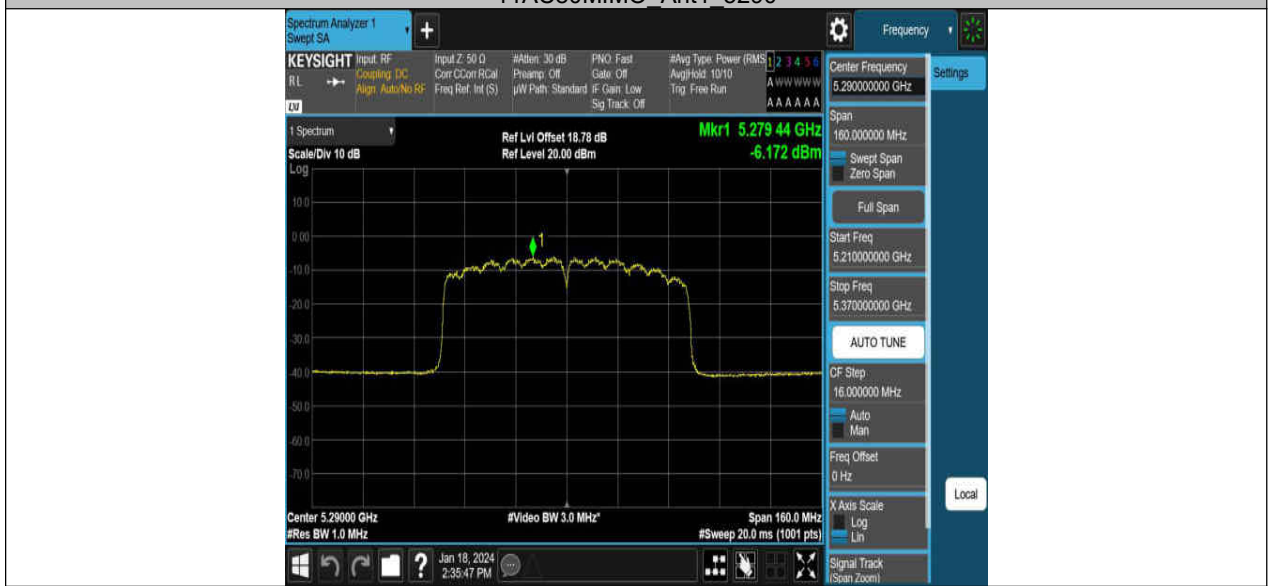 Spectrum Analyzer 1
Swept SA
+
Frequency
KEYSIGHT
RL
LXI
Input: RF
Coupling: DC
Align: Auto/No RF
Input Z: 50 Ω
Corr CCorr RCal
Freq Ref: Int (S)
#Atten: 30 dB
Preamp: Off
µW Path: Standard
PNO: Fast
Gate: Off
IF Gain: Low
Sig Track: Off
#Avg Type: Power (RMS
Avg|Hold: 10/10
Trig: Free Run
1 2 3 4 5 6
A W W W W W
A A A A A A
1 Spectrum
Scale/Div 10 dB
Log
Ref Lvl Offset 18.78 dB
Ref Level 20.00 dBm
Mkr1 5.279 44 GHz
-6.172 dBm
10.0
0.00
-10.0
-20.0
-30.0
-40.0
-50.0
-60.0
-70.0
1
Center 5.29000 GHz
#Res BW 1.0 MHz
#Video BW 3.0 MHz*
Span 160.0 MHz
#Sweep 20.0 ms (1001 pts)
Center Frequency
5.290000000 GHz
Settings
Span
160.000000 MHz
Swept Span
Zero Span
Full Span
Start Freq
5.210000000 GHz
Stop Freq
5.370000000 GHz
AUTO TUNE
CF Step
16.000000 MHz
Auto
Man
Freq Offset
0 Hz
X Axis Scale
Log
Lin
Local
Signal Track
(Span Zoom)
?
Jan 18, 2024
2:35:47 PM